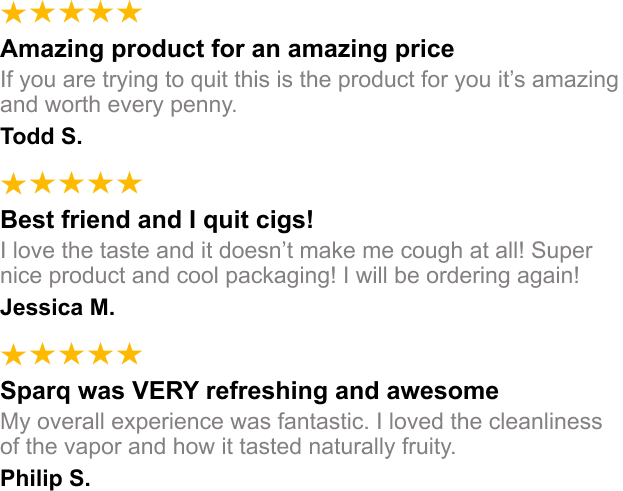 Amazing product for an amazing price
If you are trying to quit this is the product for you it’s amazing
and worth every penny.
Todd S.
Best friend and I quit cigs!
I love the taste and it doesn’t make me cough at all! Super
nice product and cool packaging! I will be ordering again!
Jessica M.
Sparq was VERY refreshing and awesome
My overall experience was fantastic. I loved the cleanliness
of the vapor and how it tasted naturally fruity.
Philip S.